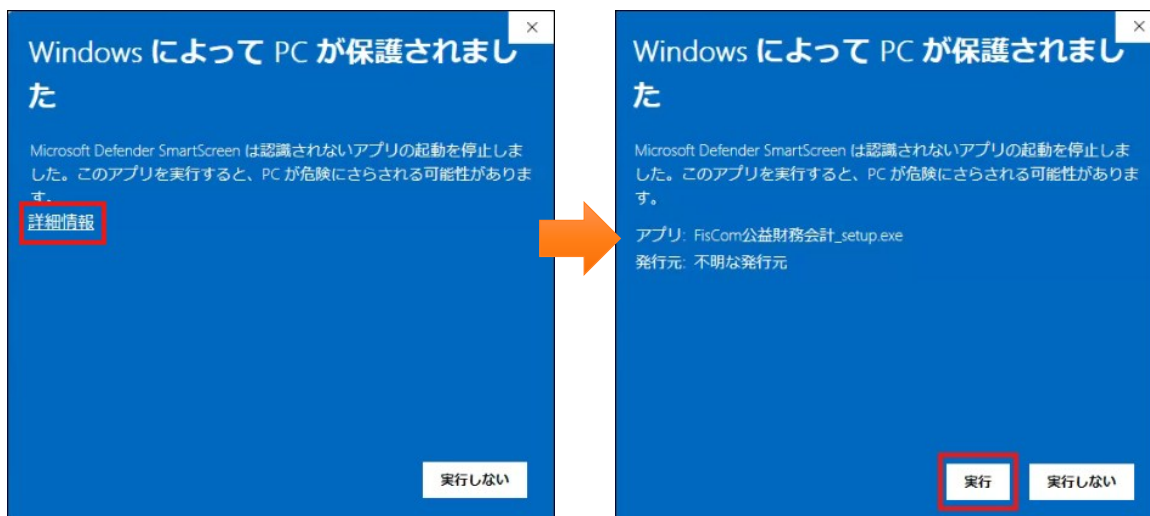 Windows によって PC が保護されまし
た
Microsoft Defender SmartScreen は認識されないアプリの起動を停止しま
した。このアプリを実行すると、PC が危険にさらされる可能性がありま
す。
詳細情報
実行しない
Windows によって PC が保護されまし
た
Microsoft Defender SmartScreen は認識されないアプリの起動を停止しま
した。このアプリを実行すると、PC が危険にさらされる可能性がありま
す。
アプリ: FisCom公益財務会計_setup.exe
発行元: 不明な発行元
実行
実行しない